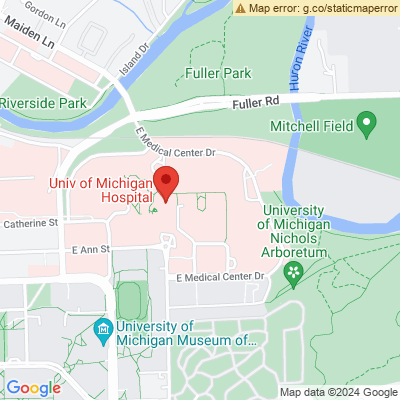 Map error: g.co/staticmaperror
Gordon Ln
Maiden Ln
Island Dr
Huron River
Fuller Park
Riverside Park
Fuller Rd
Mitchell Field
E Medical Center Dr
Univ of Michigan
Hospital
Catherine St
E Ann St
University
of Michigan
Nichols
Arboretum
E Medical Center Dr
University of
Michigan Museum of...
Google
Map data ©2024 Google